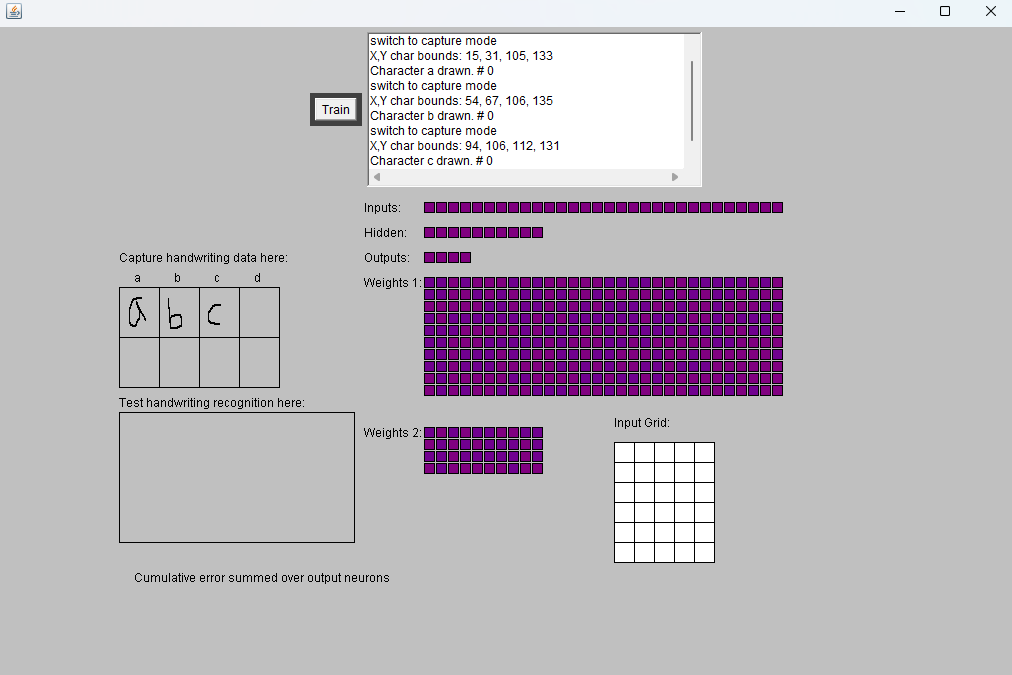 switch to capture mode
X,Y char bounds: 15, 31, 105, 133
Character a drawn. # 0
switch to capture mode
X,Y char bounds: 54, 67, 106, 135
Character b drawn. # 0
switch to capture mode
X,Y char bounds: 94, 106, 112, 131
Character c drawn. # 0
Train
Inputs:
Hidden:
Outputs:
Weights 1:
Capture handwriting data here:
a b c d
a b c
Test handwriting recognition here:
Weights 2:
Input Grid:
Cumulative error summed over output neurons